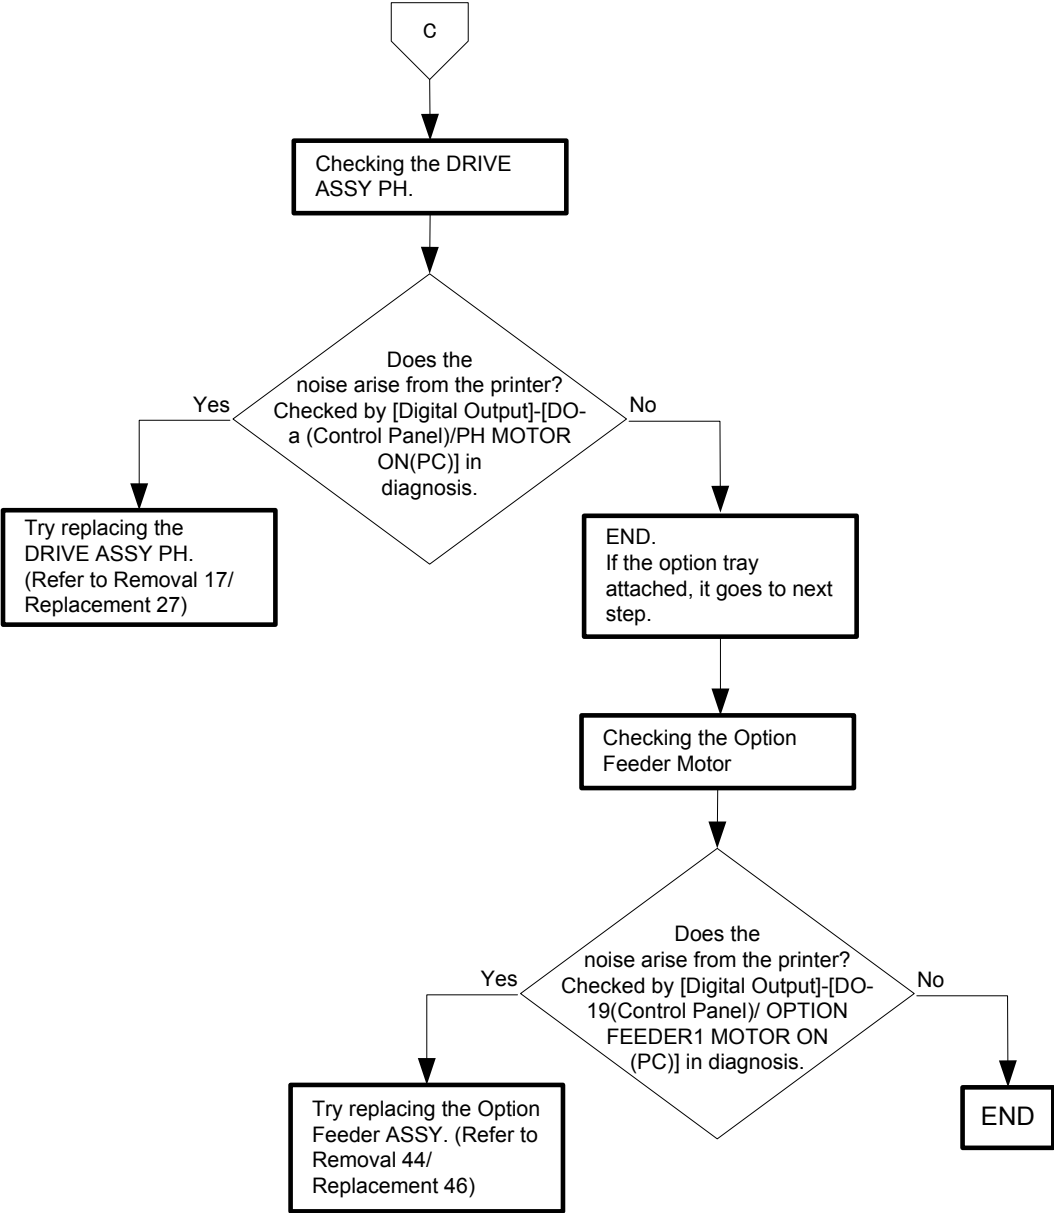 C
Checking the DRIVE
ASSY PH.
Does the
noise arise from the printer?
Checked by [Digital Output]-[DO-
a (Control Panel)/PH MOTOR
ON(PC)] in
diagnosis.
Yes
No
Try replacing the
DRIVE ASSY PH.
(Refer to Removal 17/
Replacement 27)
END.
If the option tray
attached, it goes to next
step.
Checking the Option
Feeder Motor
Does the
noise arise from the printer?
Checked by [Digital Output]-[DO-
19(Control Panel)/ OPTION
FEEDER1 MOTOR ON
(PC)] in diagnosis.
Yes
No
Try replacing the Option
Feeder ASSY. (Refer to
Removal 44/
Replacement 46)
END